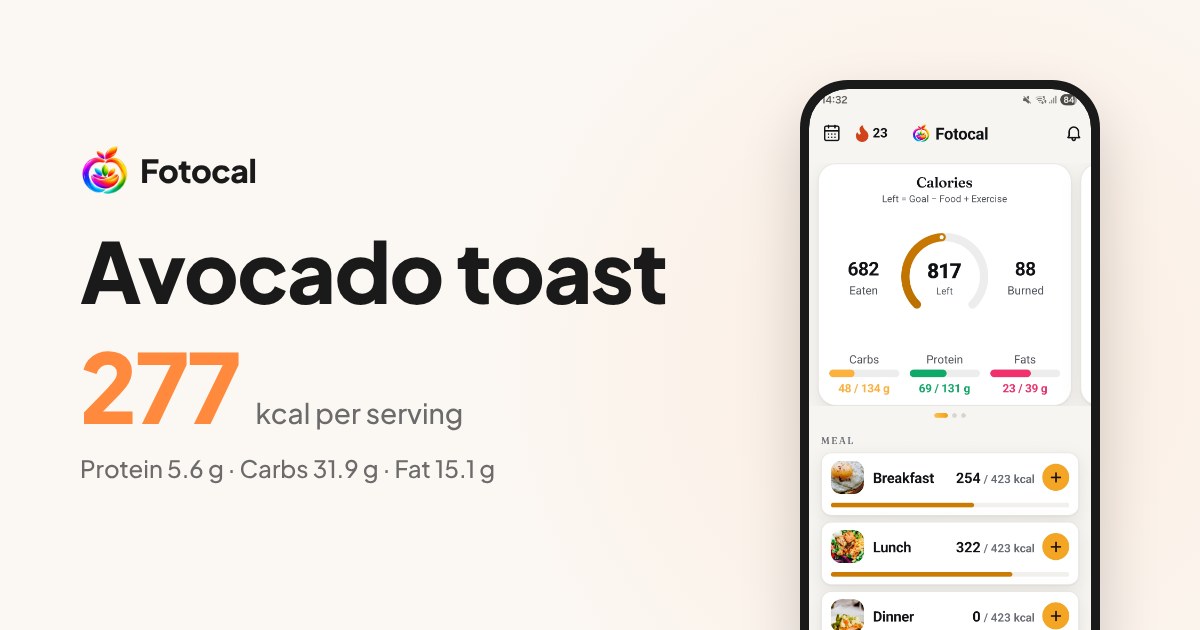 Fotocal
Avocado toast
277 kcal per serving
Protein 5.6 g · Carbs 31.9 g · Fat 15.1 g
14:32
84
23
Fotocal
Calories
Left = Goal − Food + Exercise
682
Eaten
817
Left
88
Burned
Carbs
48 / 134 g
Protein
69 / 131 g
Fats
23 / 39 g
MEAL
Breakfast 254 / 423 kcal +
Lunch 322 / 423 kcal +
Dinner 0 / 423 kcal +